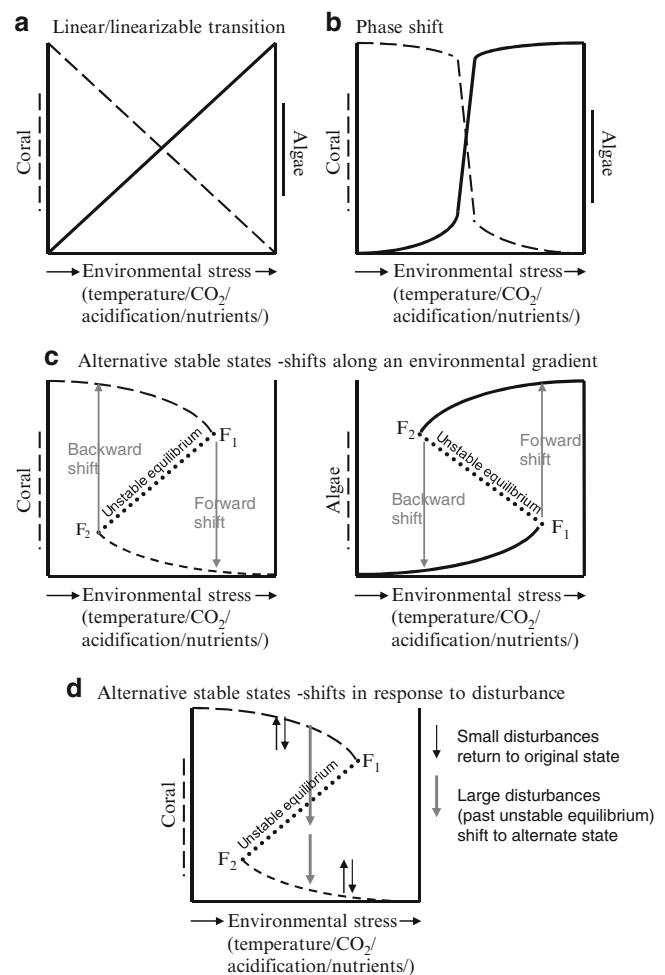 a Linear/linearizable transition
Coral
Algae
Environmental stress
(temperature/CO₂/
acidification/nutrients/)
b Phase shift
Coral
Algae
Environmental stress
(temperature/CO₂/
acidification/nutrients/)
c Alternative stable states -shifts along an environmental gradient
Coral
Backward
shift
Unstable equilibrium
F₁
F₂
Forward
shift
Environmental stress
(temperature/CO₂/
acidification/nutrients/)
Algae
F₂
Unstable equilibrium
Forward
shift
Backward
shift
F₁
Environmental stress
(temperature/CO₂/
acidification/nutrients/)
d Alternative stable states -shifts in response to disturbance
Coral
Unstable equilibrium
F₁
F₂
Environmental stress
(temperature/CO₂/
acidification/nutrients/)
Small disturbances
return to original state
Large disturbances
(past unstable equilibrium)
shift to alternate state